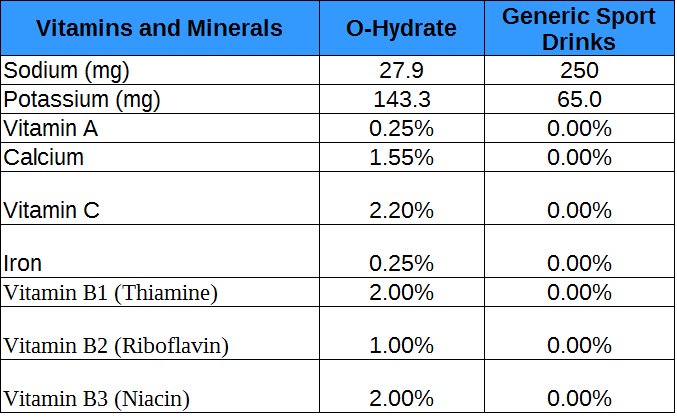 Vitamins and Minerals O-Hydrate Generic Sport Drinks
Sodium (mg) 27.9 250
Potassium (mg) 143.3 65.0
Vitamin A 0.25% 0.00%
Calcium 1.55% 0.00%
Vitamin C 2.20% 0.00%
Iron 0.25% 0.00%
Vitamin B1 (Thiamine) 2.00% 0.00%
Vitamin B2 (Riboflavin) 1.00% 0.00%
Vitamin B3 (Niacin) 2.00% 0.00%